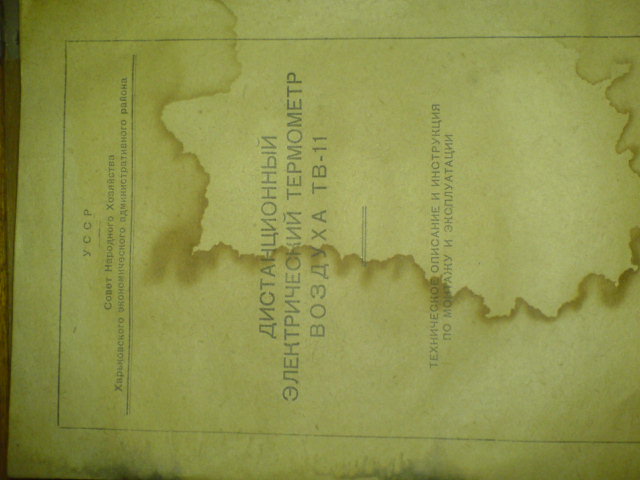 УССР
Совет Народного Хозяйства
Харьковского экономического административного района
ДИСТАНЦИОННЫЙ
ЭЛЕКТРИЧЕСКИЙ ТЕРМОМЕТР
ВОЗДУХА ТВ-11
ТЕХНИЧЕСКОЕ ОПИСАНИЕ И ИНСТРУКЦИЯ
ПО МОНТАЖУ И ЭКСПЛУАТАЦИИ